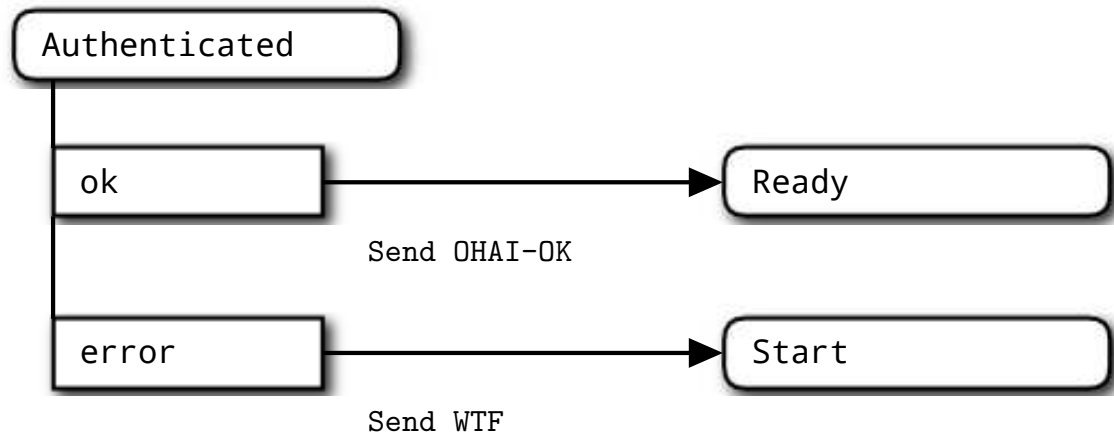 Authenticated
ok
Ready
Send OHAI-OK
error
Start
Send WTF